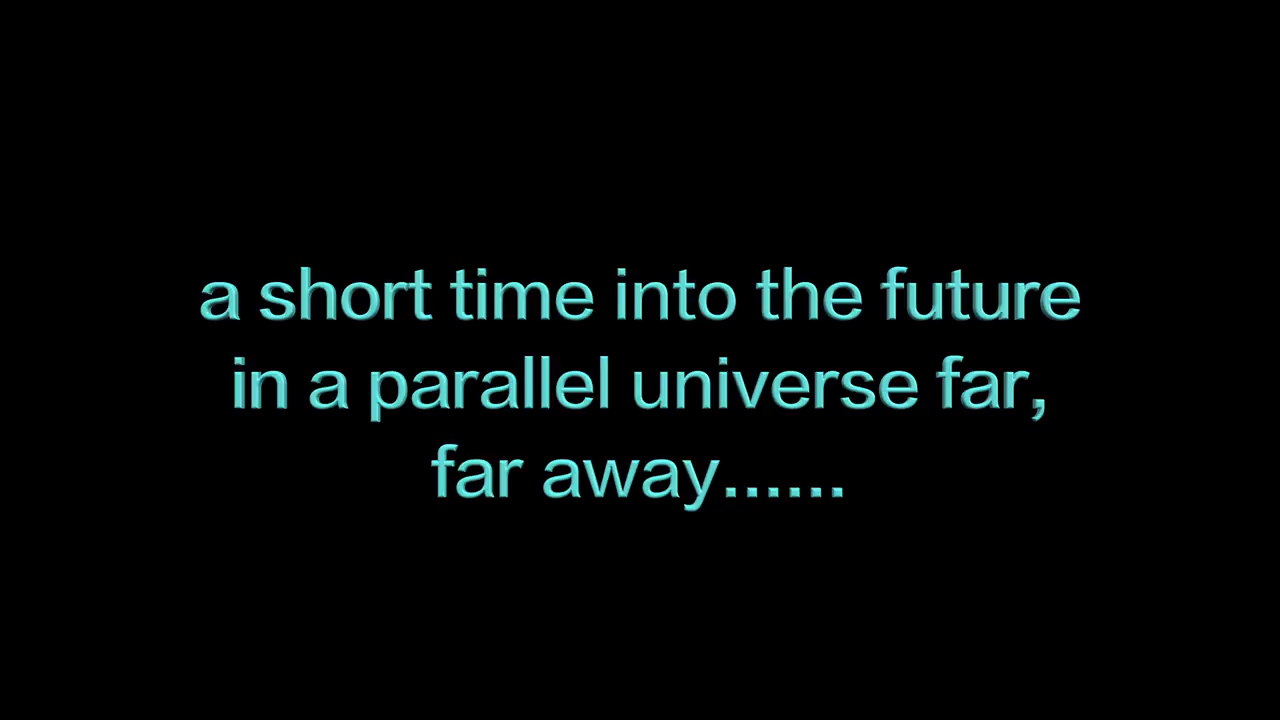 a short time into the future
in a parallel universe far,
far away......